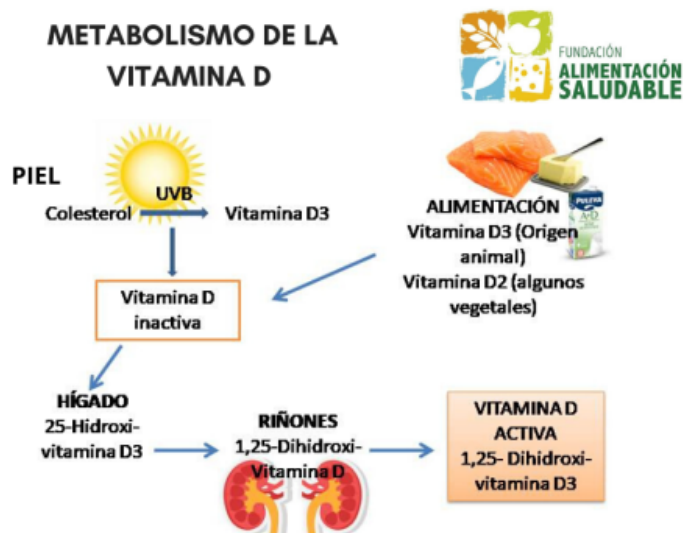 METABOLISMO DE LA
VITAMINA D
FUNDACIÓN
ALIMENTACIÓN
SALUDABLE
PIEL
UVB
Colesterol
Vitamina D3
ALIMENTACIÓN
Vitamina D3 (Origen
animal)
Vitamina D2 (algunos
vegetales)
PULEVA
A+D
Vitamina D
inactiva
HÍGADO
25-Hidroxi-
vitamina D3
RIÑONES
1,25-Dihidroxi-
Vitamina D
VITAMINA D
ACTIVA
1,25- Dihidroxi-
vitamina D3